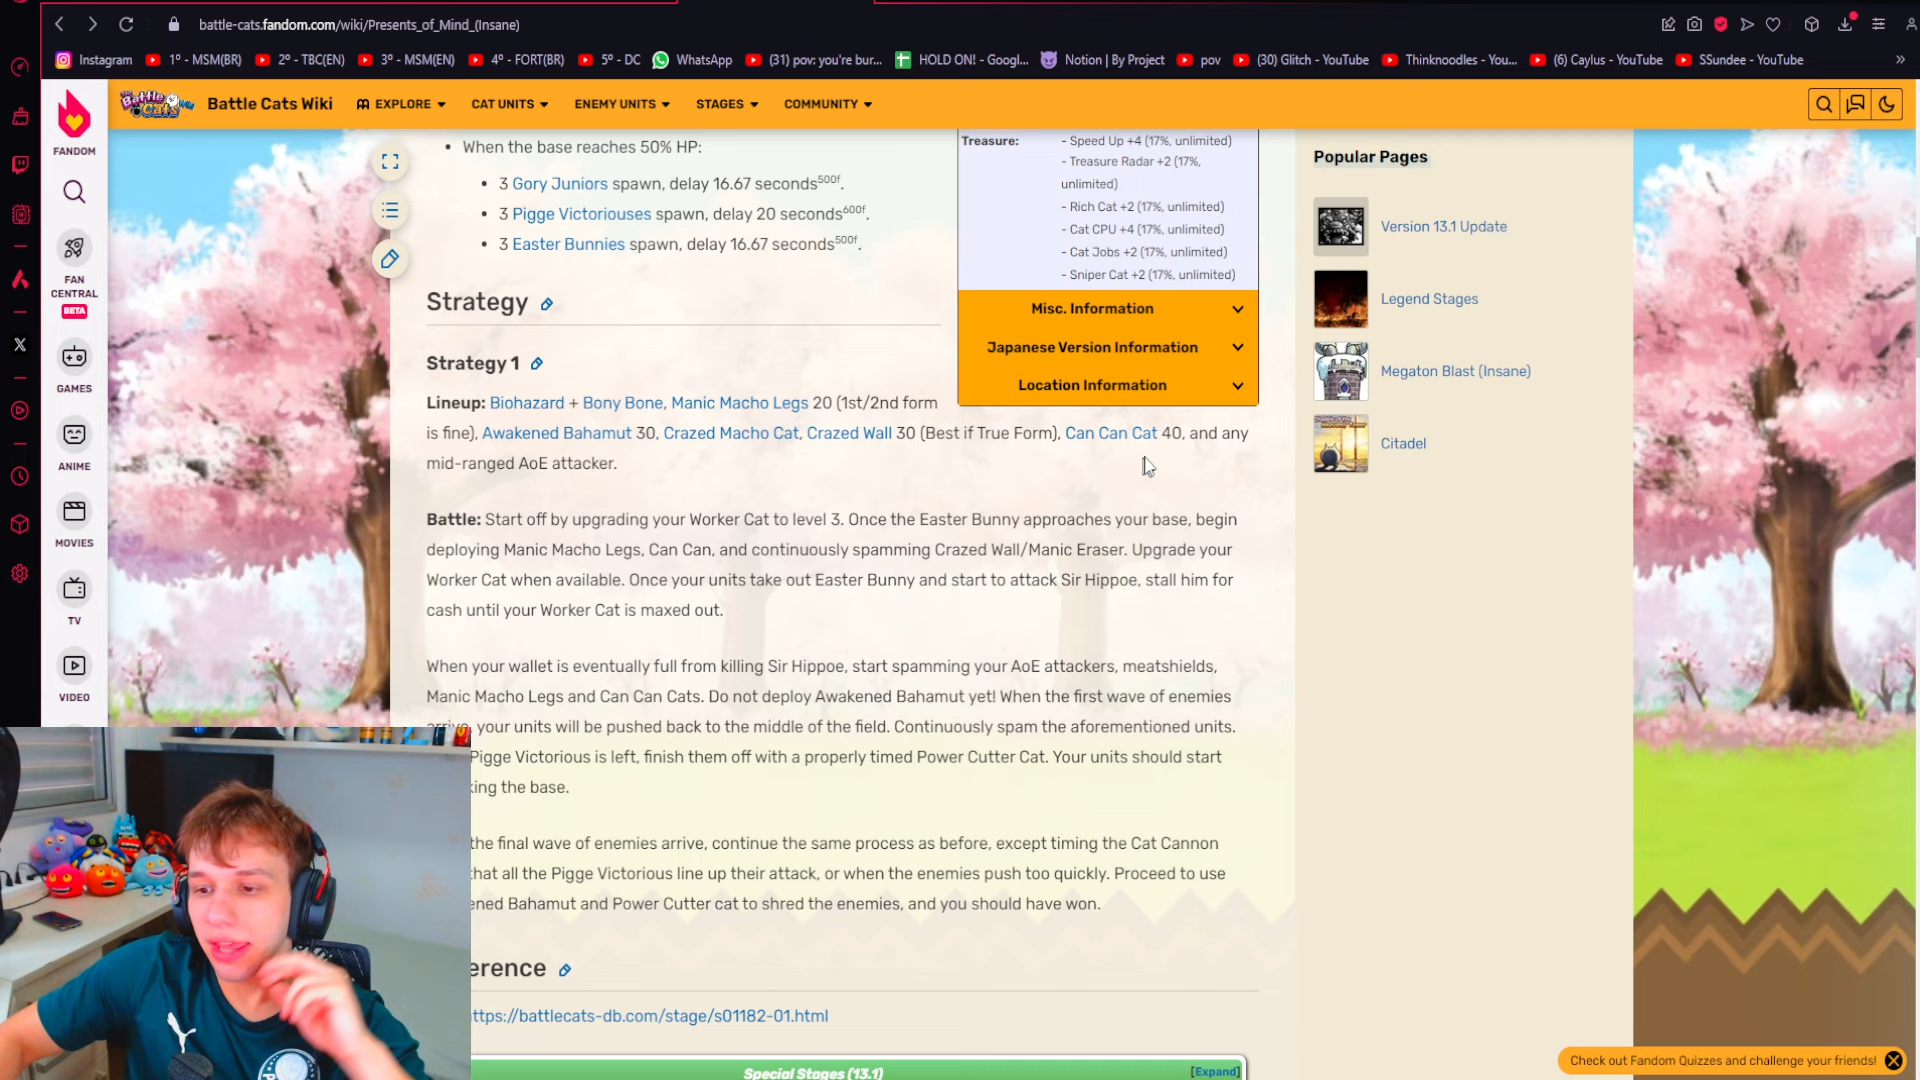 battle-cats.fandom.com/wiki/Presents_of_Mind_(Insane)
Instagram
1º - MSM(BR)
2º - TBC(EN)
3º - MSM(EN)
4º - FORT(BR)
5º - DC
WhatsApp
(31) pov: you're bur...
HOLD ON! - Googl...
Notion | By Project
pov
(30) Glitch - YouTube
Thinknoodles - You...
(6) Caylus - YouTube
SSundee - YouTube
Battle Cats Wiki
EXPLORE
CAT UNITS
ENEMY UNITS
STAGES
COMMUNITY
FANDOM
FAN
CENTRAL
BETA
GAMES
ANIME
MOVIES
TV
VIDEO
When the base reaches 50% HP:
3 Gory Juniors spawn, delay 16.67 seconds500f.
3 Pigge Victoriouses spawn, delay 20 seconds600f.
3 Easter Bunnies spawn, delay 16.67 seconds500f.
Treasure:
- Speed Up +4 (17%, unlimited)
- Treasure Radar +2 (17%,
unlimited)
- Rich Cat +2 (17%, unlimited)
- Cat CPU +4 (17%, unlimited)
- Cat Jobs +2 (17%, unlimited)
- Sniper Cat +2 (17%, unlimited)
Misc. Information
Japanese Version Information
Location Information
Strategy
Strategy 1
Lineup: Biohazard + Bony Bone, Manic Macho Legs 20 (1st/2nd form
is fine), Awakened Bahamut 30, Crazed Macho Cat, Crazed Wall 30 (Best if True Form), Can Can Cat 40, and any
mid-ranged AoE attacker.
Battle: Start off by upgrading your Worker Cat to level 3. Once the Easter Bunny approaches your base, begin
deploying Manic Macho Legs, Can Can, and continuously spamming Crazed Wall/Manic Eraser. Upgrade your
Worker Cat when available. Once your units take out Easter Bunny and start to attack Sir Hippoe, stall him for
cash until your Worker Cat is maxed out.
When your wallet is eventually full from killing Sir Hippoe, start spamming your AoE attackers, meatshields,
Manic Macho Legs and Can Can Cats. Do not deploy Awakened Bahamut yet! When the first wave of enemies
arrive, your units will be pushed back to the middle of the field. Continuously spam the aforementioned units.
Pigge Victorious is left, finish them off with a properly timed Power Cutter Cat. Your units should start
king the base.
the final wave of enemies arrive, continue the same process as before, except timing the Cat Cannon
hat all the Pigge Victorious line up their attack, or when the enemies push too quickly. Proceed to use
ened Bahamut and Power Cutter cat to shred the enemies, and you should have won.
erence
ttps://battlecats-db.com/stage/s01182-01.html
Special Stages (13.1)
[Expand]
Popular Pages
Version 13.1 Update
Legend Stages
Megaton Blast (Insane)
Citadel
Check out Fandom Quizzes and challenge your friends!